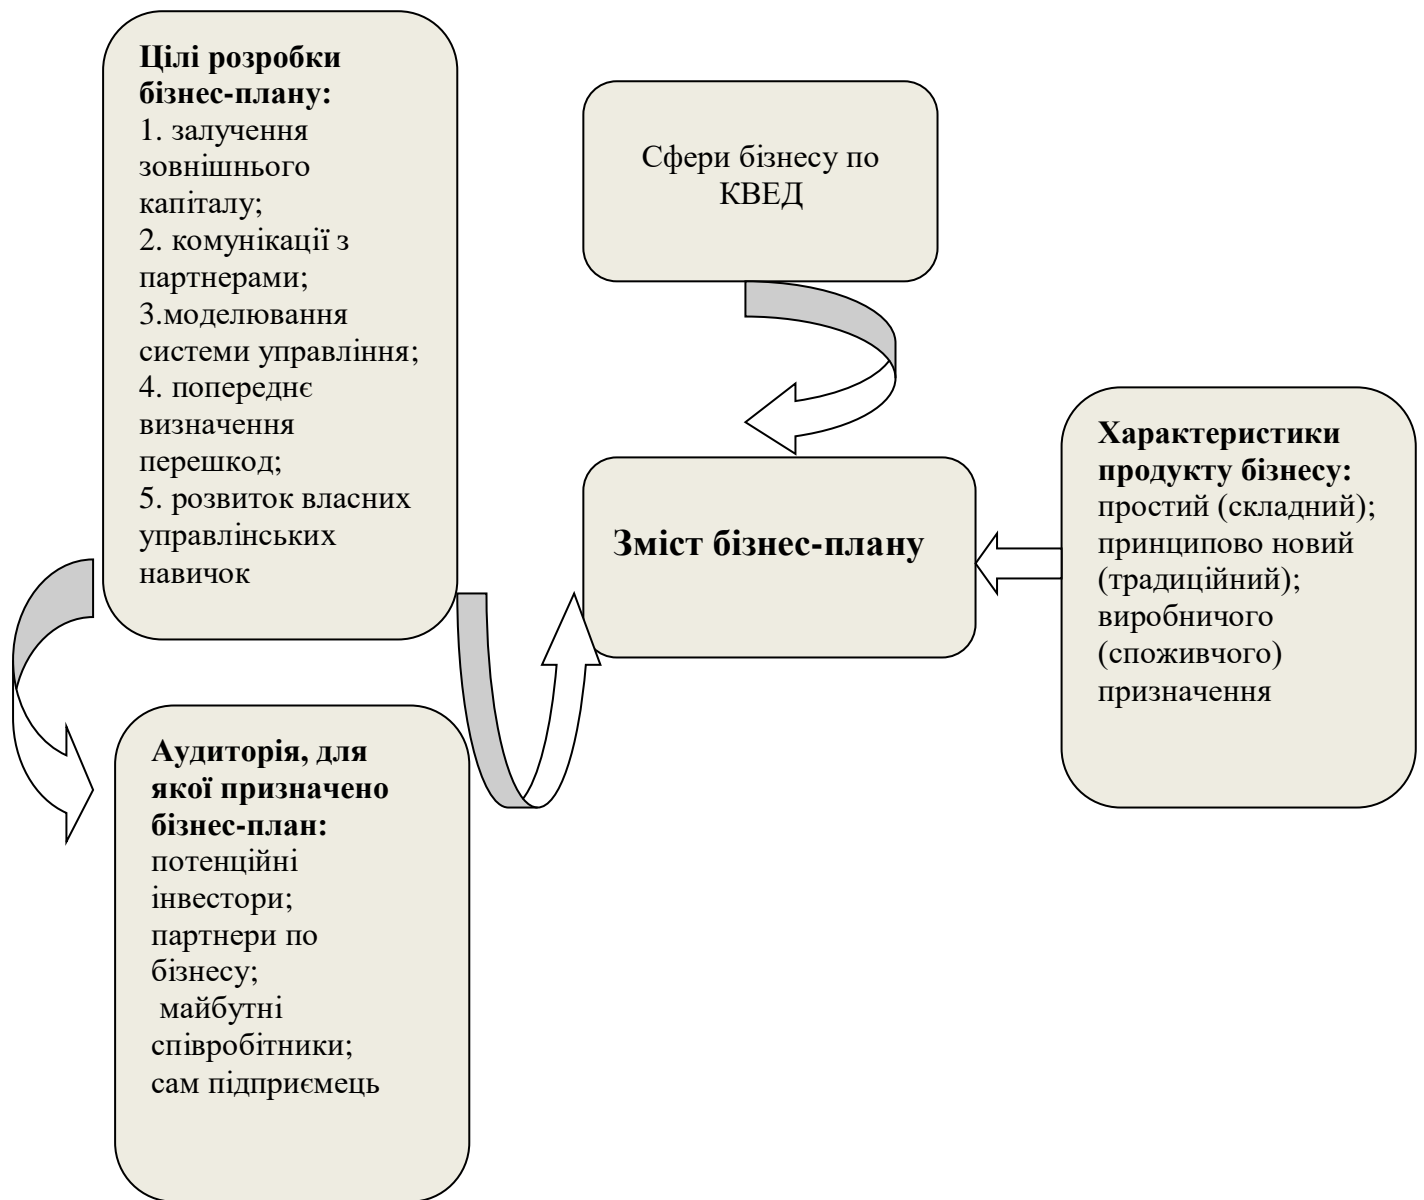 Цілі розробки
бізнес-плану:
1. залучення
зовнішнього
капіталу;
2. комунікації з
партнерами;
3.моделювання
системи управління;
4. попереднє
визначення
перешкод;
5. розвиток власних
управлінських
навичок
Сфери бізнесу по
КВЕД
Зміст бізнес-плану
Характеристики
продукту бізнесу:
простий (складний);
принципово новий
(традиційний);
виробничого
(споживчого)
призначення
Аудиторія, для
якої призначено
бізнес-план:
потенційні
інвестори;
партнери по
бізнесу;
майбутні
співробітники;
сам підприємець